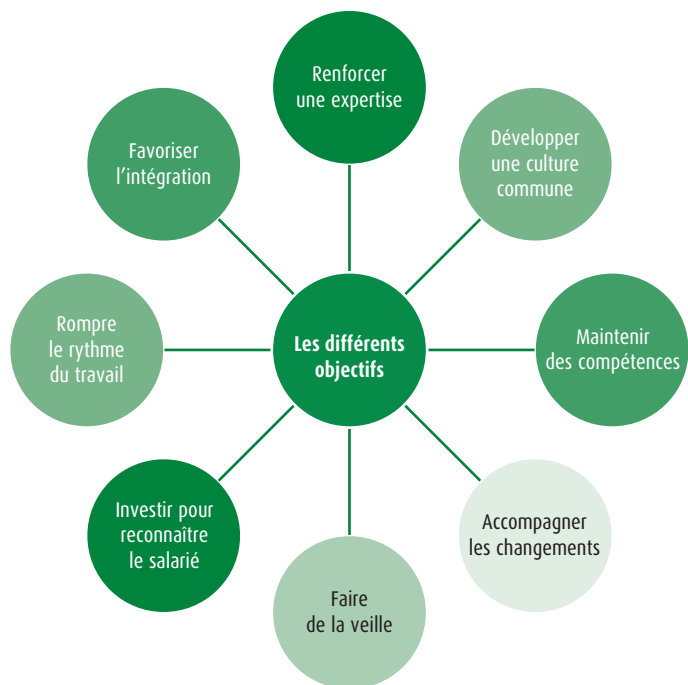 Renforcer
une expertise
Développer
une culture
commune
Favoriser
l'intégration
Rompre
le rythme
du travail
Les différents
objectifs
Maintenir
des compétences
Investir pour
reconnaître
le salarié
Accompagner
les changements
Faire
de la veille